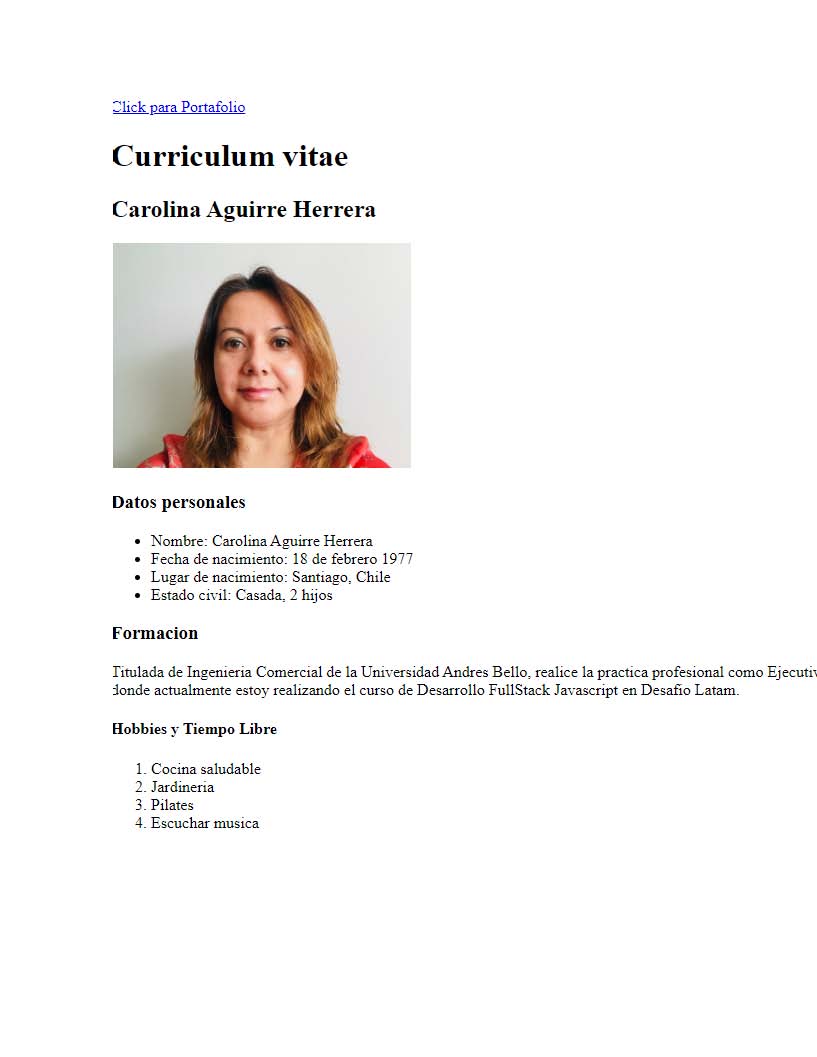 Click para Portafolio
Curriculum vitae
Carolina Aguirre Herrera
Datos personales
Nombre: Carolina Aguirre Herrera
Fecha de nacimiento: 18 de febrero 1977
Lugar de nacimiento: Santiago, Chile
Estado civil: Casada, 2 hijos
Formacion
Titulada de Ingenieria Comercial de la Universidad Andres Bello, realice la practica profesional como
donde actualmente estoy realizando el curso de Desarrollo FullStack Javascript en Desafio Latam.
Hobbies y Tiempo Libre
1. Cocina saludable
2. Jardineria
3. Pilates
4. Escuchar musica